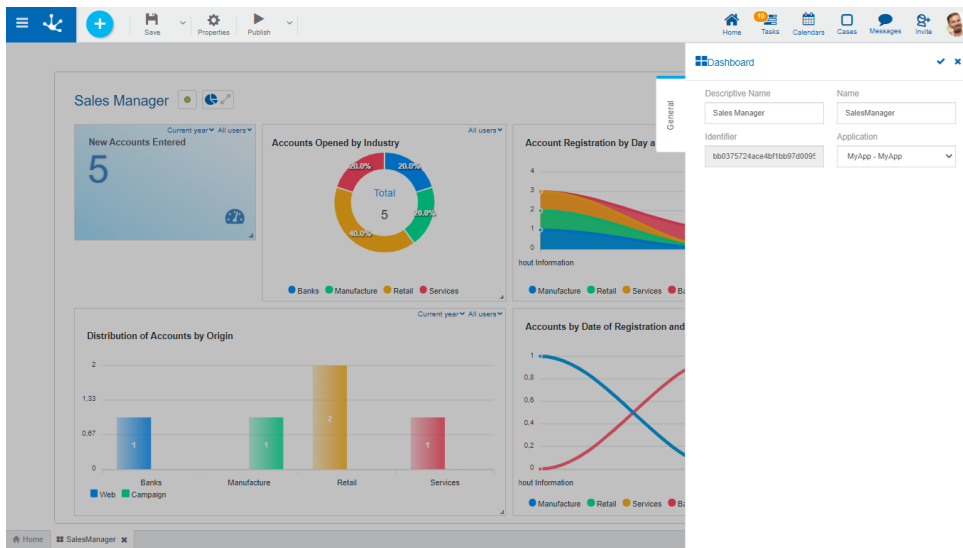 Save
Properties
Publish
Home
10
Tasks
Calendars
Cases
Messages
Invite
Sales Manager
Current year All users
New Accounts Entered
5
All users
Accounts Opened by Industry
20.0%
20.0%
20.0%
40.0%
Total
5
Banks Manufacture Retail Services
Account Registration by Day a
4
3
2
1
0
hout Information
Manufacture Retail Services Ba
Current year All users
Distribution of Accounts by Origin
2
1,33
0,67
0
1
1
2
1
Banks Manufacture Retail Services
Web Campaign
Accounts by Date of Registration and
1
0.8
0.6
0.4
0.2
0
hout Information
Manufacture Retail Services Ba
Dashboard
General
Descriptive Name
Name
Sales Manager
SalesManager
Identifier
Application
bb0375724ace4bf1bb97d0095
MyApp - MyApp
Home
SalesManager